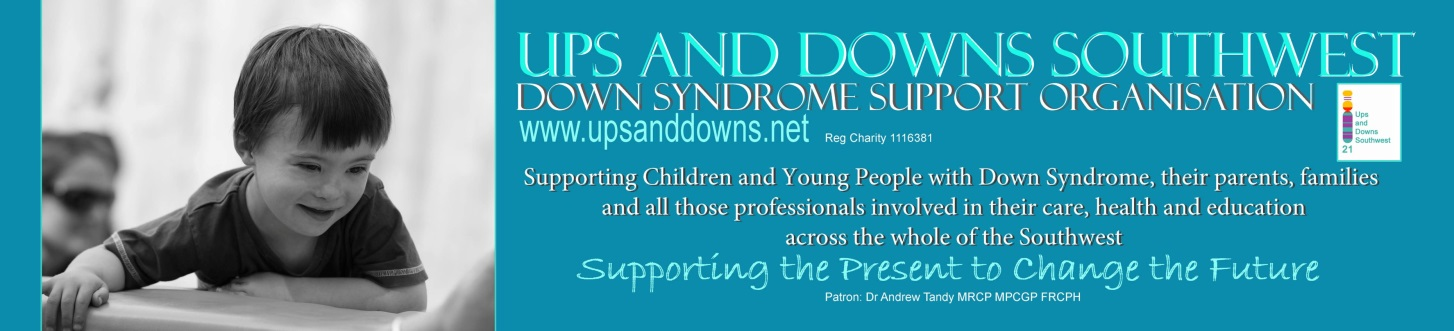 UPS AND DOWNS SOUTHWEST
DOWN SYNDROME SUPPORT ORGANISATION
www.upsanddowns.net Reg Charity 1116381
Ups
and
Downs
Southwest
21
Supporting Children and Young People with Down Syndrome, their parents, families
and all those professionals involved in their care, health and education
across the whole of the Southwest
Supporting the Present to Change the Future
Patron: Dr Andrew Tandy MRCP MPCGP FRCPH